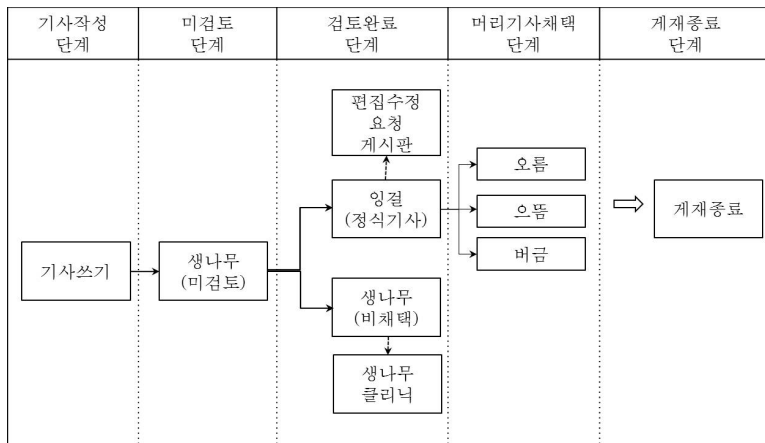 기사작성
단계
미검토
단계
검토완료
단계
머리기사채택
단계
게재종료
단계
편집수정
요청
게시판
잉걸
(정식기사)
오름
으뜸
버금
게재종료
기사쓰기
생나무
(미검토)
생나무
(비채택)
생나무
클리닉